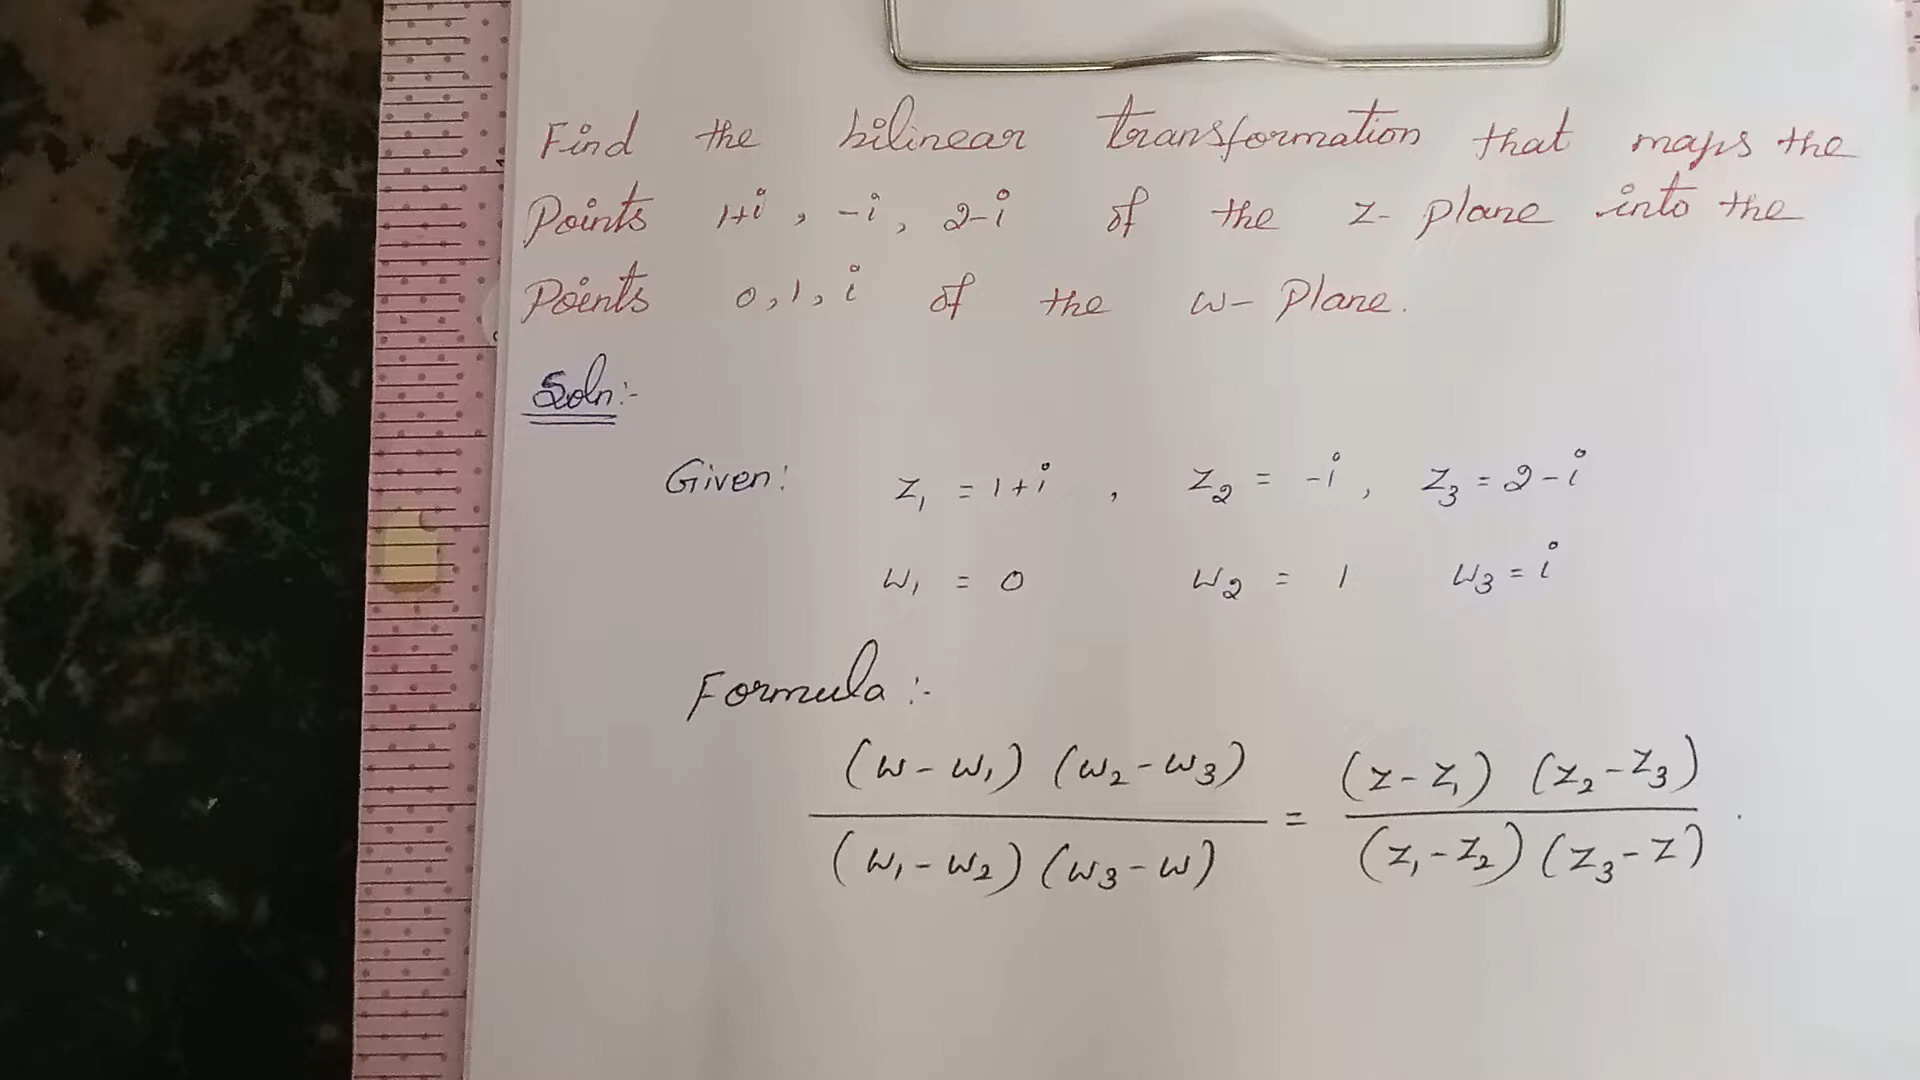 Find the bilinear transformation that maps the
Points 1+i, -i, 2-i of the z-plane into the
Points 0, 1, i of the w-plane.
Soln:-
Given: z₁ = 1+i, z₂ = -i, z₃ = 2-i
w₁ = 0 w₂ = 1 w₃ = i
Formula :-
(w-w₁) (w₂-w₃) / (w₁-w₂) (w₃-w) = (z-z₁) (z₂-z₃) / (z₁-z₂) (z₃-z).